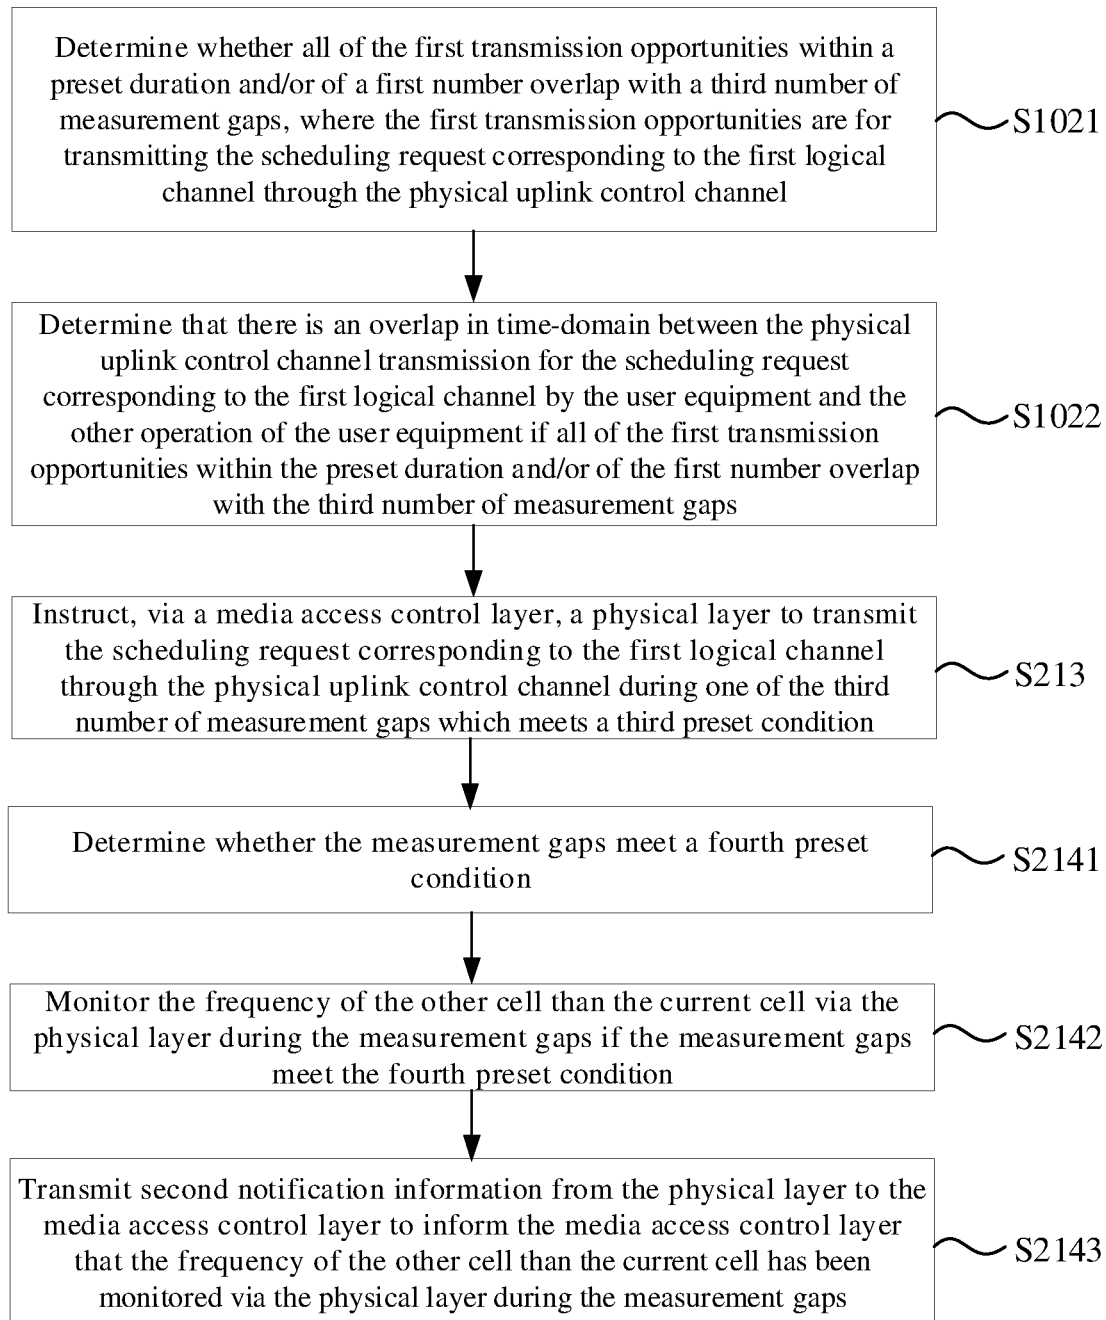 Determine whether all of the first transmission opportunities within a
preset duration and/or of a first number overlap with a third number of
measurement gaps, where the first transmission opportunities are for
transmitting the scheduling request corresponding to the first logical
channel through the physical uplink control channel
S1021
Determine that there is an overlap in time-domain between the physical
uplink control channel transmission for the scheduling request
corresponding to the first logical channel by the user equipment and the
other operation of the user equipment if all of the first transmission
opportunities within the preset duration and/or of the first number overlap
with the third number of measurement gaps
S1022
Instruct, via a media access control layer, a physical layer to transmit
the scheduling request corresponding to the first logical channel
through the physical uplink control channel during one of the third
number of measurement gaps which meets a third preset condition
S213
Determine whether the measurement gaps meet a fourth preset
condition
S2141
Monitor the frequency of the other cell than the current cell via the
physical layer during the measurement gaps if the measurement gaps
meet the fourth preset condition
S2142
Transmit second notification information from the physical layer to the
media access control layer to inform the media access control layer
that the frequency of the other cell than the current cell has been
monitored via the physical layer during the measurement gaps
S2143